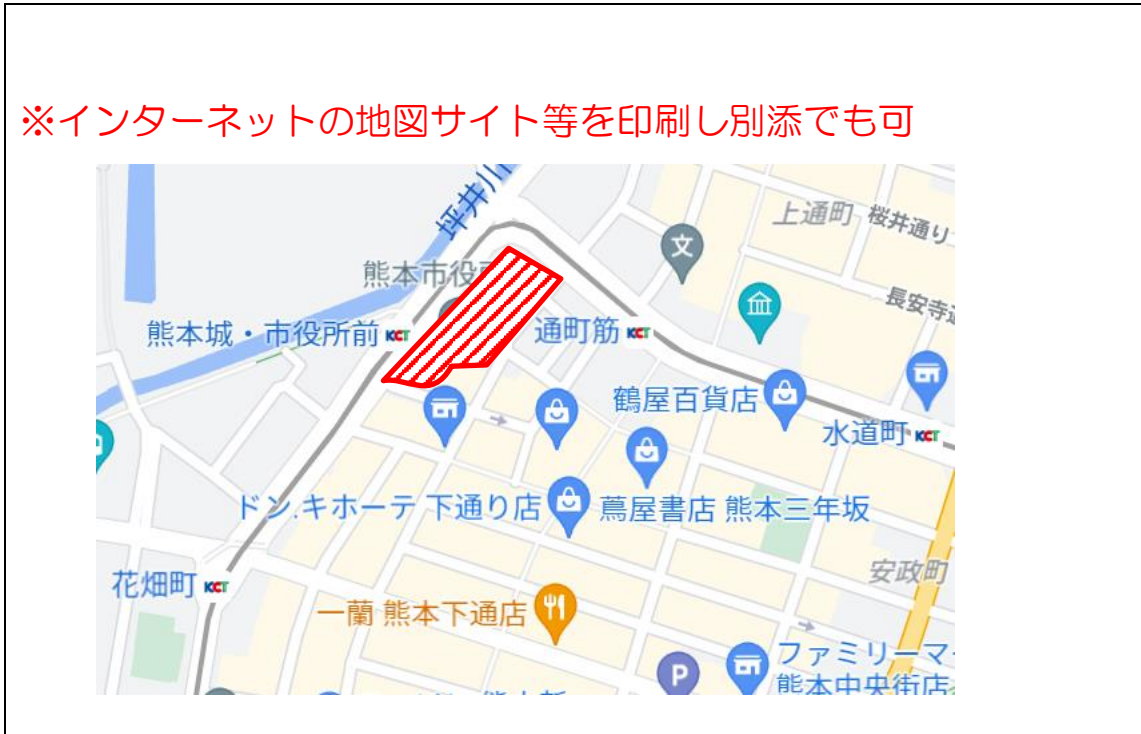 ※インターネットの地図サイト等を印刷し別添でも可
坪井川
上通町
桜井通り
文
熊本市役
長安寺
熊本城・市役所前 KCT
通町筋 KCT
鶴屋百貨店
水道町 KCT
ドン.キホーテ 下通り店
蔦屋書店 熊本三年坂
安政町
花畑町 KCT
一蘭 熊本下通店
P
ファミリーマ
熊本中央街店